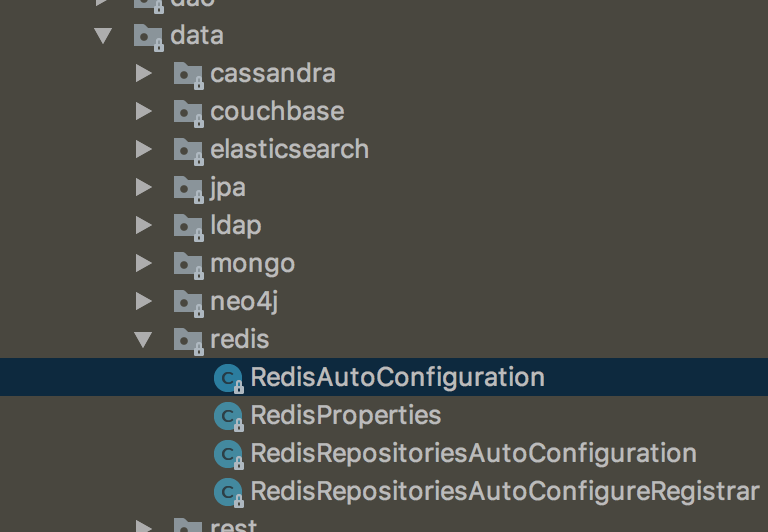 dao
data
cassandra
couchbase
elasticsearch
jpa
ldap
mongo
neo4j
redis
C RedisAutoConfiguration
C RedisProperties
C RedisRepositoriesAutoConfiguration
C RedisRepositoriesAutoConfigureRegistrar
rest